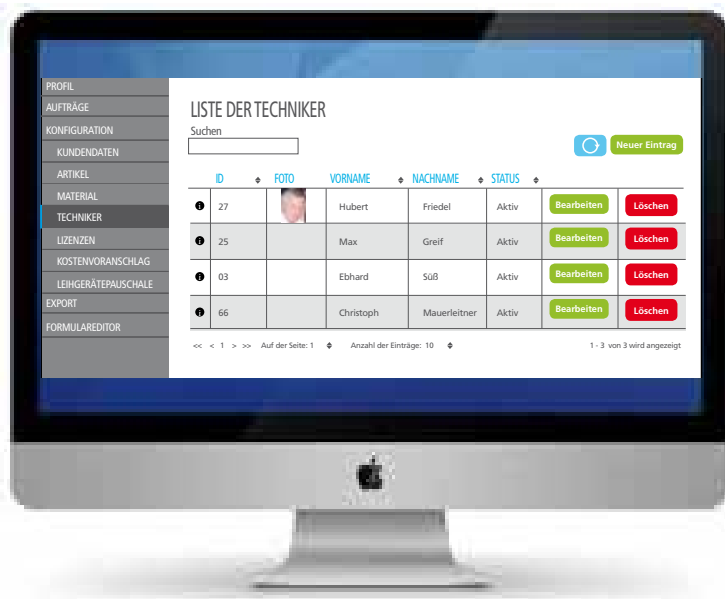 PROFIL
AUFTRÄGE
KONFIGURATION
KUNDENDATEN
ARTIKEL
MATERIAL
TECHNIKER
LIZENZEN
KOSTENVORANSCHLAG
LEIHGERÄTEPAUSCHALE
EXPORT
FORMULAREDITOR
LISTE DER TECHNIKER
Suchen
Neuer Eintrag
ID FOTO VORNAME NACHNAME STATUS
27 Hubert Friedel Aktiv Bearbeiten Löschen
25 Max Greif Aktiv Bearbeiten Löschen
03 Ebhard Süß Aktiv Bearbeiten Löschen
66 Christoph Mauerleitner Aktiv Bearbeiten Löschen
<< < 1 > >> Auf der Seite: 1 Anzahl der Einträge: 10 1 - 3 von 3 wird angezeigt